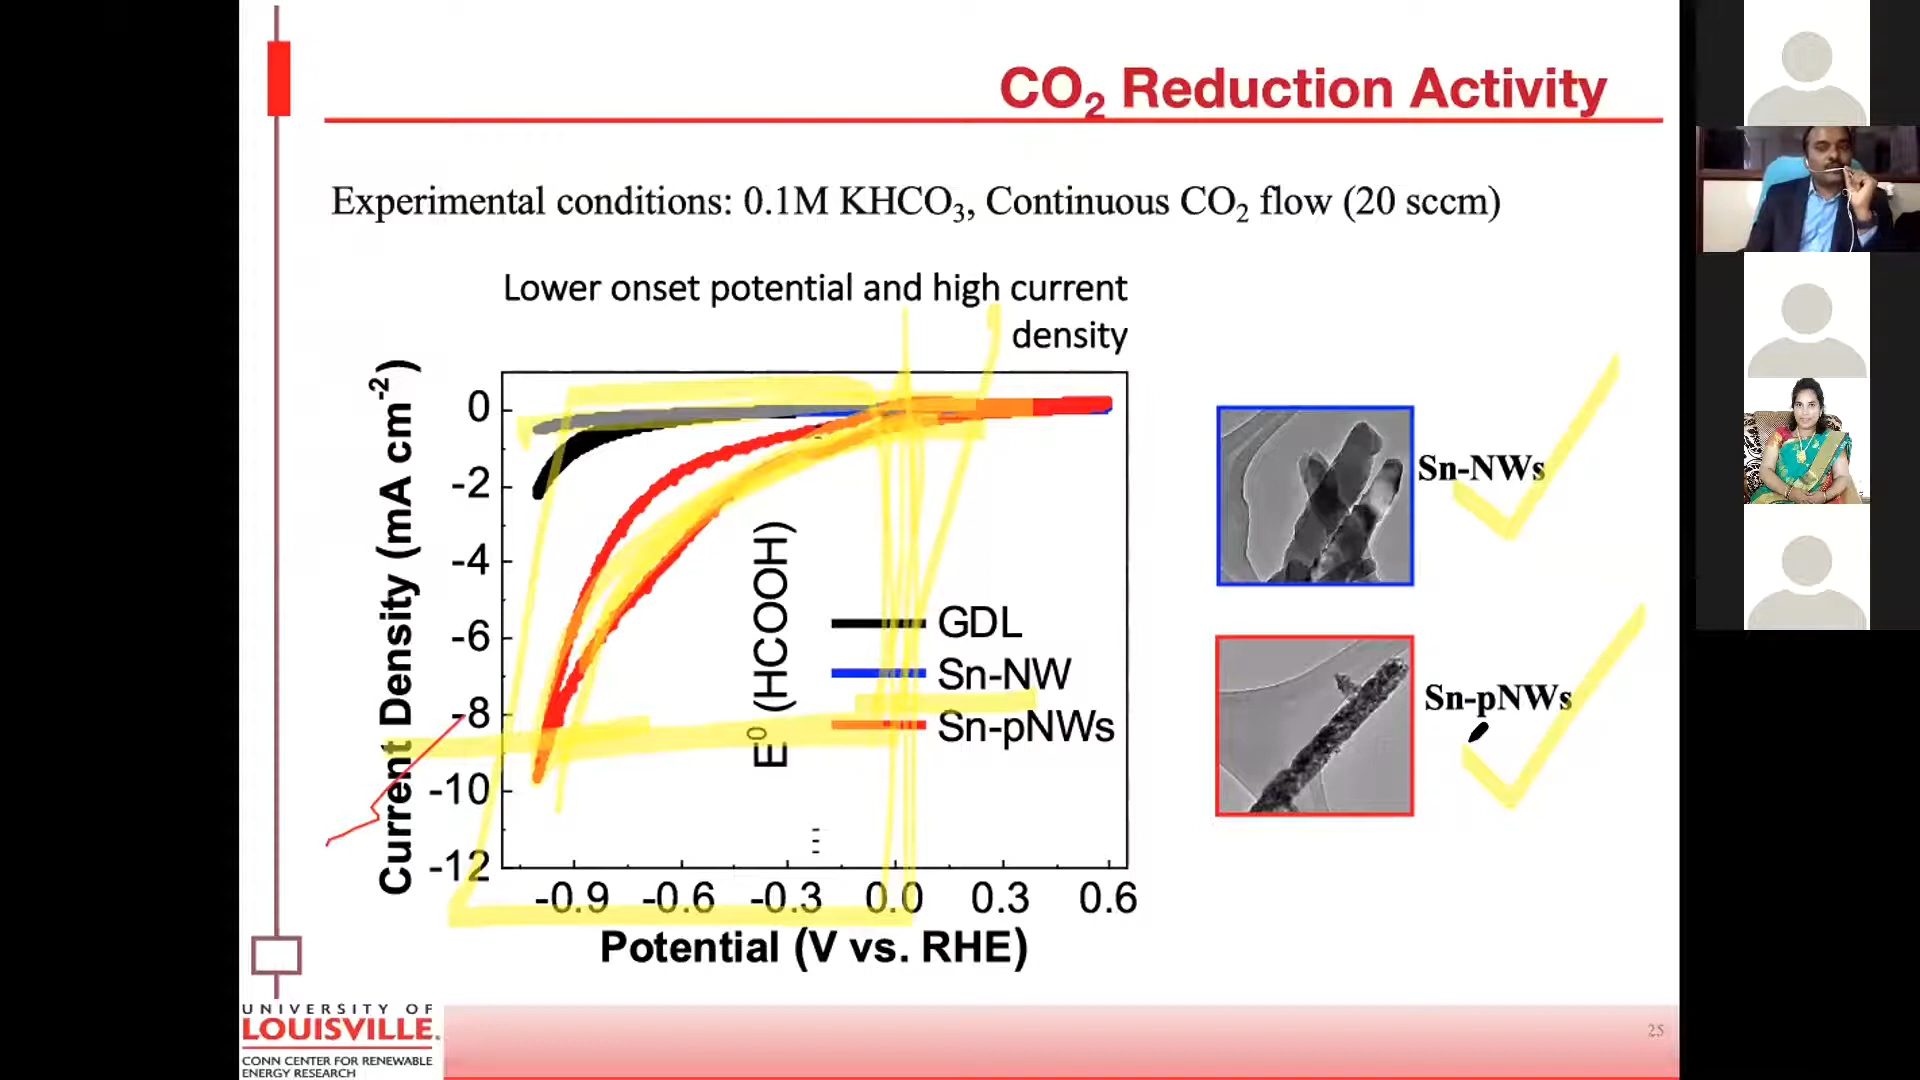 CO₂ Reduction Activity
Experimental conditions: 0.1M KHCO₃, Continuous CO₂ flow (20 sccm)
Lower onset potential and high current
density
Current Density (mA cm⁻²)
0
-2
-4
-6
-8
-10
-12
E⁰ (HCOOH)
GDL
Sn-NW
Sn-pNWs
-0.9 -0.6 -0.3 0.0 0.3 0.6
Potential (V vs. RHE)
Sn-NWs
Sn-pNWs
UNIVERSITY OF
LOUISVILLE.
CONN CENTER FOR RENEWABLE
ENERGY RESEARCH
25